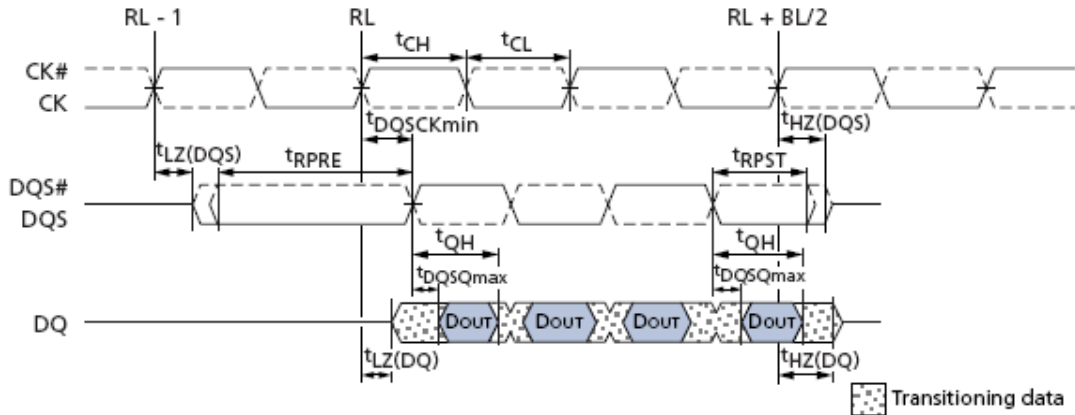 RL - 1 RL RL + BL/2
tCH tCL
CK#
CK
tDQSCKmin tHZ(DQS)
tLZ(DQS) tRPRE tRPST
DQS#
DQS
tQH tQH
tDQSQmax tDQSQmax
DQ DOUT DOUT DOUT DOUT
tLZ(DQ) tHZ(DQ)
Transitioning data